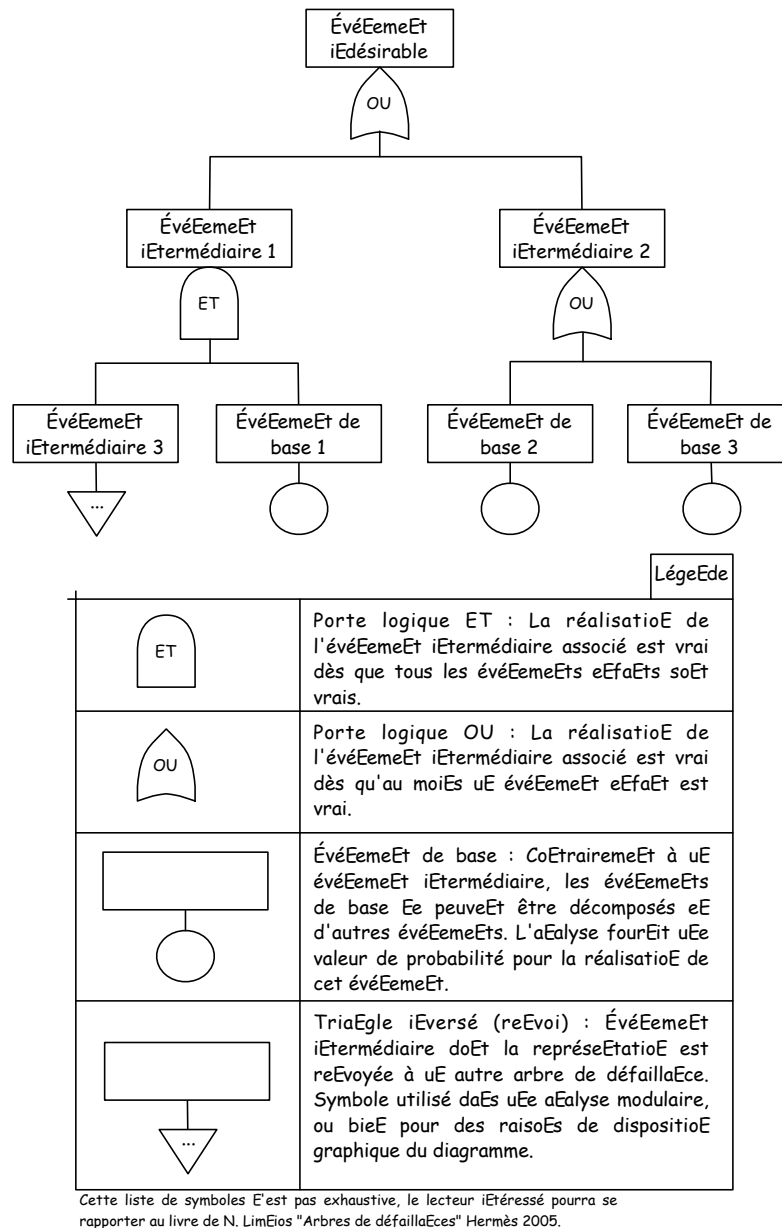 ÉvéEemeEt
iEdésirable
OU
ÉvéEemeEt
iEtermédiaire 1
ÉvéEemeEt
iEtermédiaire 2
ET
OU
ÉvéEemeEt
iEtermédiaire 3
ÉvéEemeEt de
base 1
ÉvéEemeEt de
base 2
ÉvéEemeEt de
base 3
...
LégeEde
ET
Porte logique ET : La réalisatioE de
l'événEemeEt iEtermédiaire associé est vrai
dès que tous les événEemeEts eEfaEts soEt
vrais.
OU
Porte logique OU : La réalisatioE de
l'évéEemeEt iEtermédiaire associé est vrai
dès qu'au moiEs uE évéEemeEt eEfaEt est
vrai.
ÉvéEemeEt de base : CoEtrairemeEt à uE
évéEemeEt iEtermédiaire, les évéEemeEts
de base Ee peuveEt être décomposés eE
d'autres évéEemeEts. L'aEalyse fourEit uEe
valeur de probabilité pour la réalisatioE de
cet évéEemeEt.
...
TriaEgle iEversé (reEvoi) : ÉvéEemeEt
iEtermédiaire doEt la représeEtatioE est
reEvoyée à uE autre arbre de défaillaEce.
Symbole utilisé daEs uEe aEalyse modulaire,
ou bieE pour des raisoEs de dispositioE
graphique du diagramme.
Cette liste de symboles E'est pas exhaustive, le lecteur iEtéressé pourra se
rapporter au livre de N. LimEios "Arbres de défaillaEces" Hermès 2005.